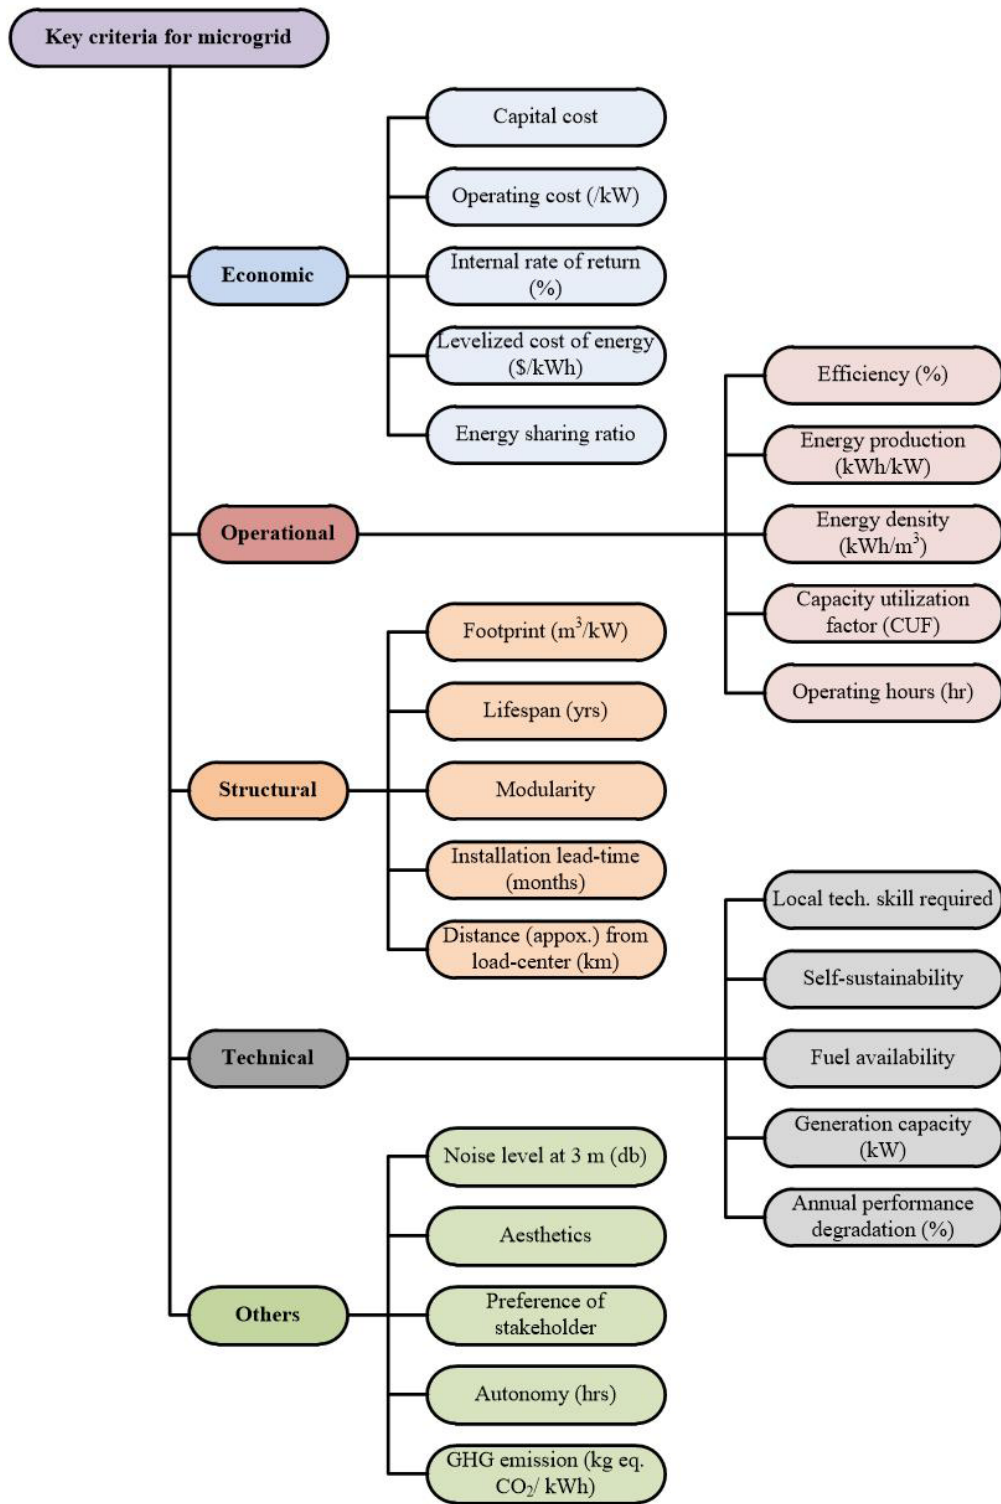 Key criteria for microgrid
Economic
Capital cost
Operating cost (/kW)
Internal rate of return
(%)
Levelized cost of energy
($/kWh)
Energy sharing ratio
Operational
Efficiency (%)
Energy production
(kWh/kW)
Energy density
(kWh/m³)
Capacity utilization
factor (CUF)
Operating hours (hr)
Structural
Footprint (m³/kW)
Lifespan (yrs)
Modularity
Installation lead-time
(months)
Distance (appox.) from
load-center (km)
Technical
Local tech. skill required
Self-sustainability
Fuel availability
Generation capacity
(kW)
Annual performance
degradation (%)
Others
Noise level at 3 m (db)
Aesthetics
Preference of
stakeholder
Autonomy (hrs)
GHG emission (kg eq.
CO₂/ kWh)